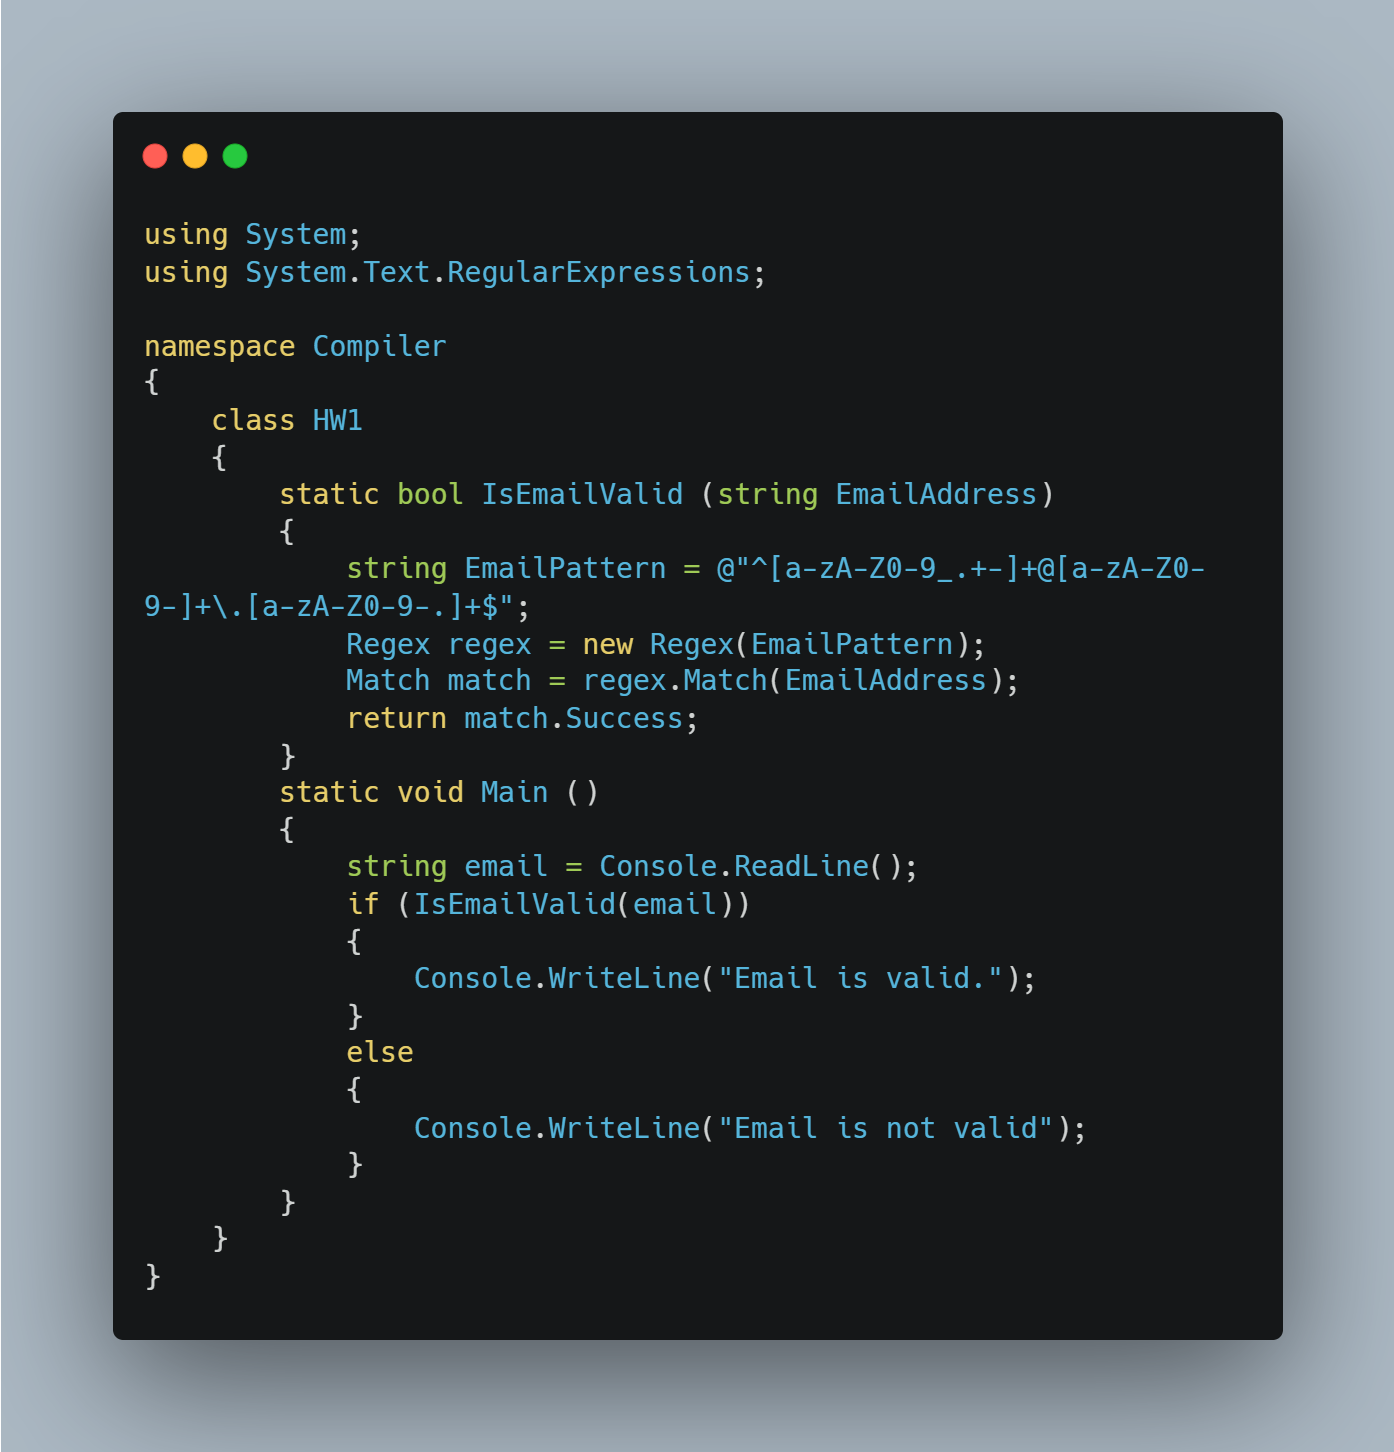 using System;
using System.Text.RegularExpressions;

namespace Compiler
{
    class HW1
    {
        static bool IsEmailValid (string EmailAddress)
        {
            string EmailPattern = @"^[a-zA-Z0-9_.+-]+@[a-zA-Z0-
9-]+\.[a-zA-Z0-9-.]+$";
            Regex regex = new Regex(EmailPattern);
            Match match = regex.Match(EmailAddress);
            return match.Success;
        }
        static void Main ()
        {
            string email = Console.ReadLine();
            if (IsEmailValid(email))
            {
                Console.WriteLine("Email is valid.");
            }
            else
            {
                Console.WriteLine("Email is not valid");
            }
        }
    }
}